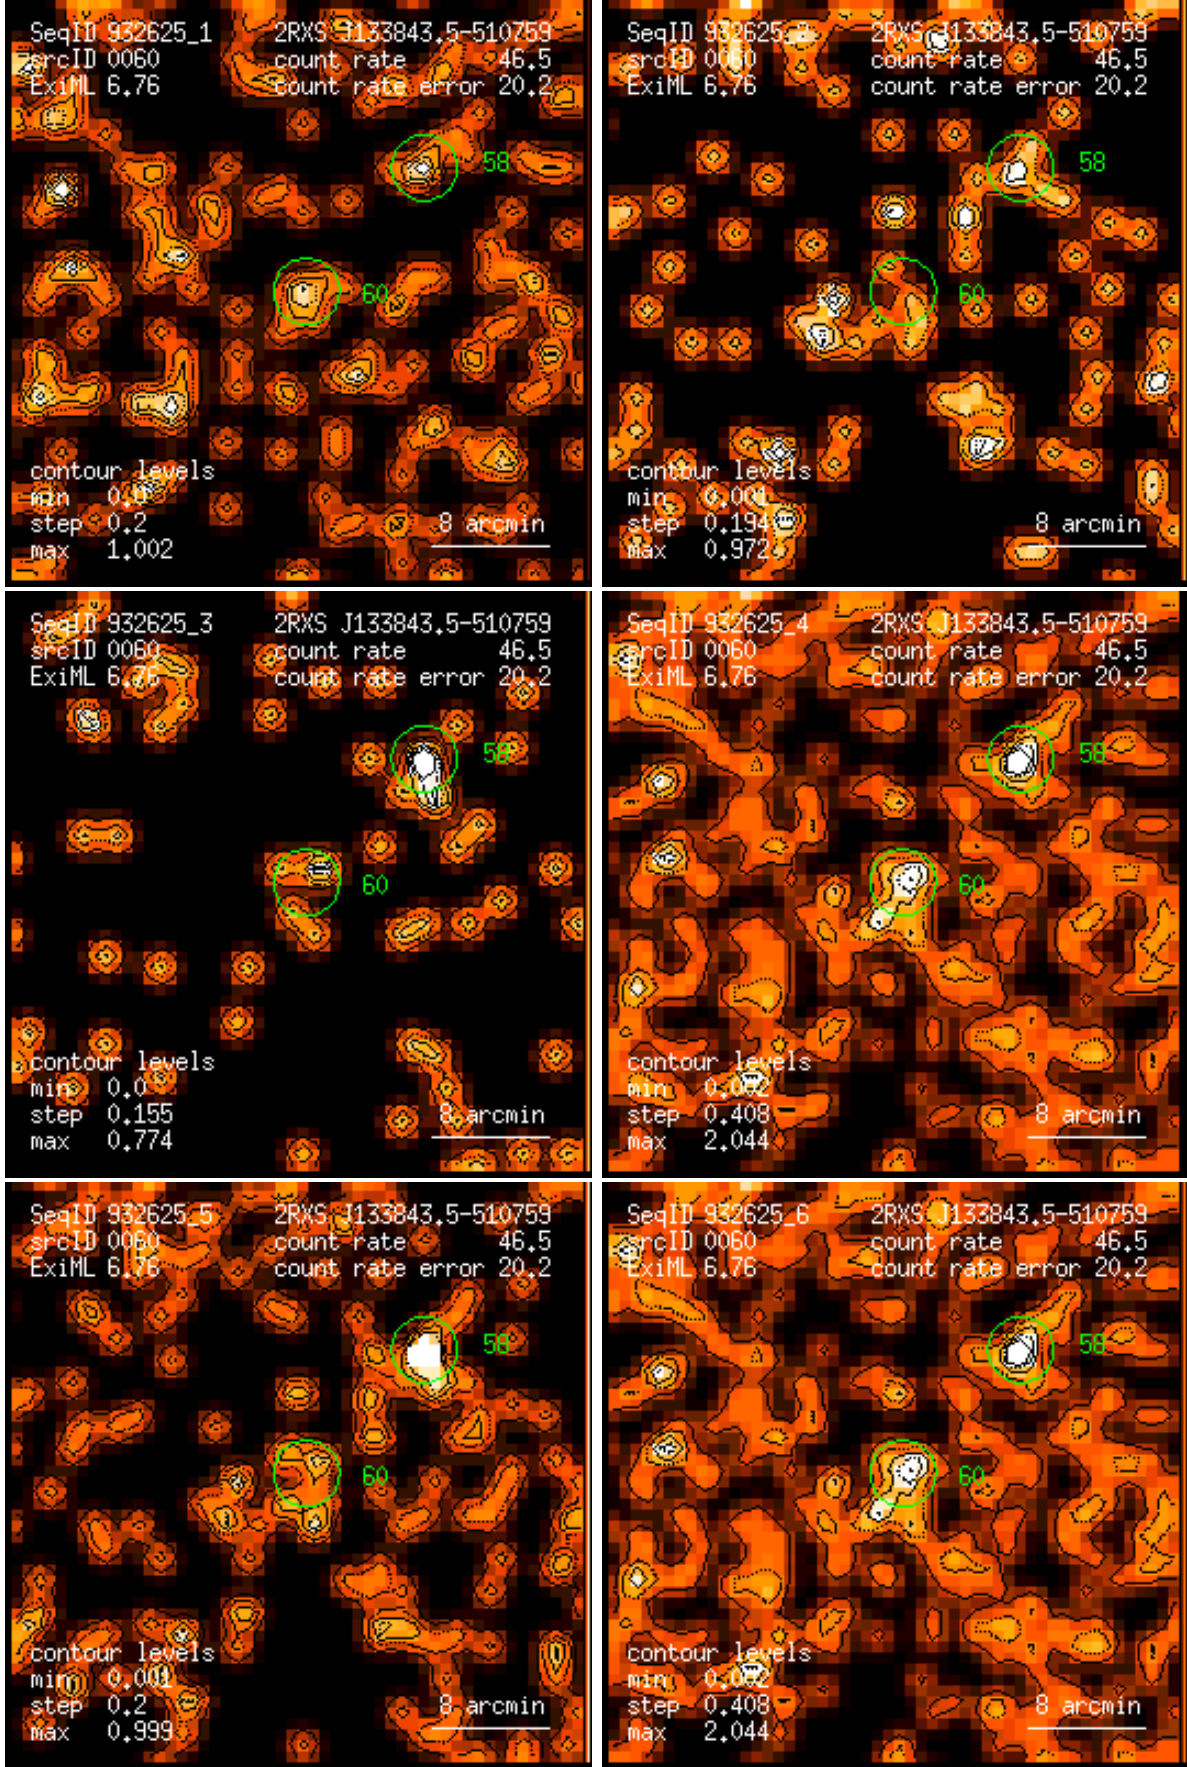 SeqID 932625_1 2RXS J133843.5-510759
srcID 0060 count rate 46.5
ExiML 6.76 count rate error 20.2
58
60
contour levels
min 0.0
step 0.2 8 arcmin
max 1.002
SeqID 932625_2 2RXS J133843.5-510759
srcID 0060 count rate 46.5
ExiML 6.76 count rate error 20.2
58
60
contour levels
min 0.001
step 0.194 8 arcmin
max 0.972
SeqID 932625_3 2RXS J133843.5-510759
srcID 0060 count rate 46.5
ExiML 6.76 count rate error 20.2
58
60
contour levels
min 0.0
step 0.155 8 arcmin
max 0.774
SeqID 932625_4 2RXS J133843.5-510759
srcID 0060 count rate 46.5
ExiML 6.76 count rate error 20.2
58
60
contour levels
min 0.002
step 0.408 8 arcmin
max 2.044
SeqID 932625_5 2RXS J133843.5-510759
srcID 0060 count rate 46.5
ExiML 6.76 count rate error 20.2
58
60
contour levels
min 0.001
step 0.2 8 arcmin
max 0.999
SeqID 932625_6 2RXS J133843.5-510759
srcID 0060 count rate 46.5
ExiML 6.76 count rate error 20.2
58
60
contour levels
min 0.002
step 0.408 8 arcmin
max 2.044